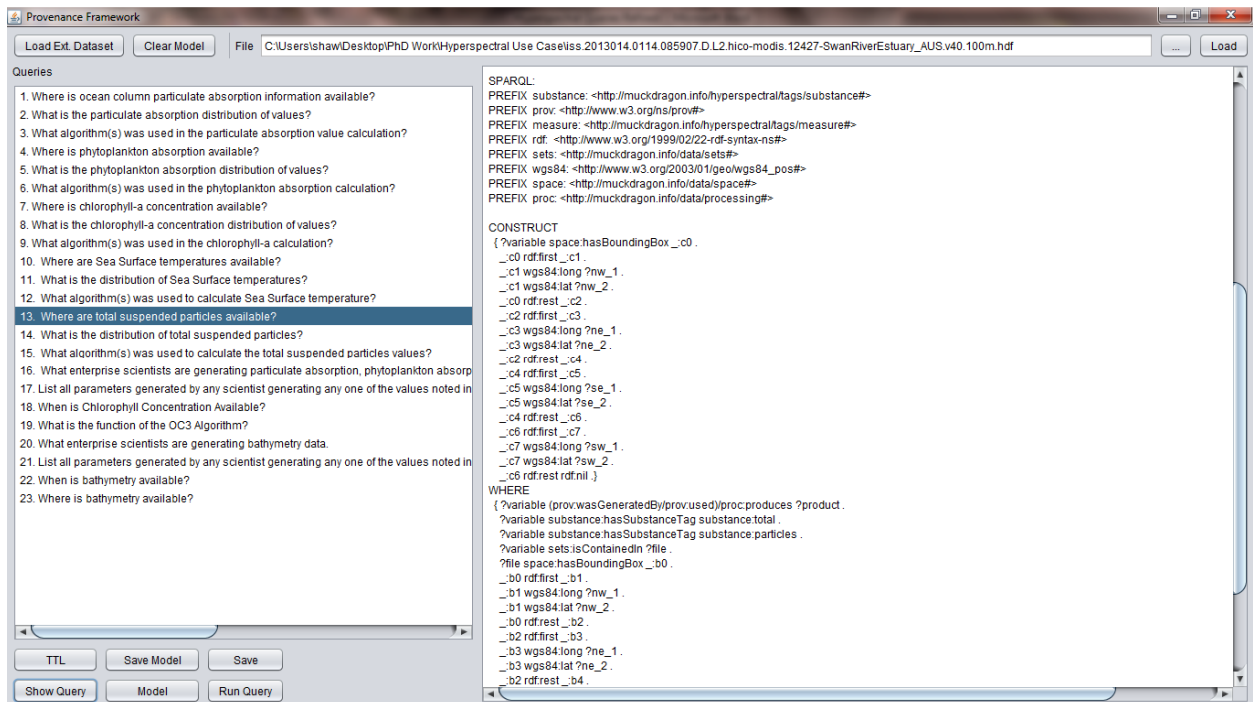 Provenance Framework
Load Ext. Dataset
Clear Model
File
C:\Users\shaw\Desktop\PhD Work\Hyperspectral Use Case\iss.2013014.0114.085907.D.L2.hico-modis.12427-SwanRiverEstuary_AUS.v40.100m.hdf
...
Load
Queries
1. Where is ocean column particulate absorption information available?
2. What is the particulate absorption distribution of values?
3. What algorithm(s) was used in the particulate absorption value calculation?
4. Where is phytoplankton absorption available?
5. What is the phytoplankton absorption distribution of values?
6. What algorithm(s) was used in the phytoplankton absorption calculation?
7. Where is chlorophyll-a concentration available?
8. What is the chlorophyll-a concentration distribution of values?
9. What algorithm(s) was used in the chlorophyll-a calculation?
10. Where are Sea Surface temperatures available?
11. What is the distribution of Sea Surface temperatures?
12. What algorithm(s) was used to calculate Sea Surface temperature?
13. Where are total suspended particles available?
14. What is the distribution of total suspended particles?
15. What algorithm(s) was used to calculate the total suspended particles values?
16. What enterprise scientists are generating particulate absorption, phytoplankton absorp
17. List all parameters generated by any scientist generating any one of the values noted in
18. When is Chlorophyll Concentration Available?
19. What is the function of the OC3 Algorithm?
20. What enterprise scientists are generating bathymetry data.
21. List all parameters generated by any scientist generating any one of the values noted in
22. When is bathymetry available?
23. Where is bathymetry available?
TTL
Save Model
Save
Show Query
Model
Run Query
SPARQL:
PREFIX substance: <http://muckdragon.info/hyperspectral/tags/substance#>
PREFIX prov: <http://www.w3.org/ns/prov#>
PREFIX measure: <http://muckdragon.info/hyperspectral/tags/measure#>
PREFIX rdf: <http://www.w3.org/1999/02/22-rdf-syntax-ns#>
PREFIX sets: <http://muckdragon.info/data/sets#>
PREFIX wgs84: <http://www.w3.org/2003/01/geo/wgs84_pos#>
PREFIX space: <http://muckdragon.info/data/space#>
PREFIX proc: <http://muckdragon.info/data/processing#>
CONSTRUCT
{ ?variable space:hasBoundingBox _:c0 .
_:c0 rdf:first _:c1 .
_:c1 wgs84:long ?nw_1 .
_:c1 wgs84:lat ?nw_2 .
_:c0 rdf:rest _:c2 .
_:c2 rdf:first _:c3 .
_:c3 wgs84:long ?ne_1 .
_:c3 wgs84:lat ?ne_2 .
_:c2 rdf:rest _:c4 .
_:c4 rdf:first _:c5 .
_:c5 wgs84:long ?se_1 .
_:c5 wgs84:lat ?se_2 .
_:c4 rdf:rest _:c6 .
_:c6 rdf:first _:c7 .
_:c7 wgs84:long ?sw_1 .
_:c7 wgs84:lat ?sw_2 .
_:c6 rdf:rest rdf:nil .}
WHERE
{ ?variable (prov:wasGeneratedBy/prov:used)/proc:produces ?product .
?variable substance:hasSubstanceTag substance:total .
?variable substance:hasSubstanceTag substance:particles .
?variable sets:isContainedIn ?file .
?file space:hasBoundingBox _:b0 .
_:b0 rdf:first _:b1 .
_:b1 wgs84:long ?nw_1 .
_:b1 wgs84:lat ?nw_2 .
_:b0 rdf:rest _:b2 .
_:b2 rdf:first _:b3 .
_:b3 wgs84:long ?ne_1 .
_:b3 wgs84:lat ?ne_2 .
_:b2 rdf:rest _:b4 .